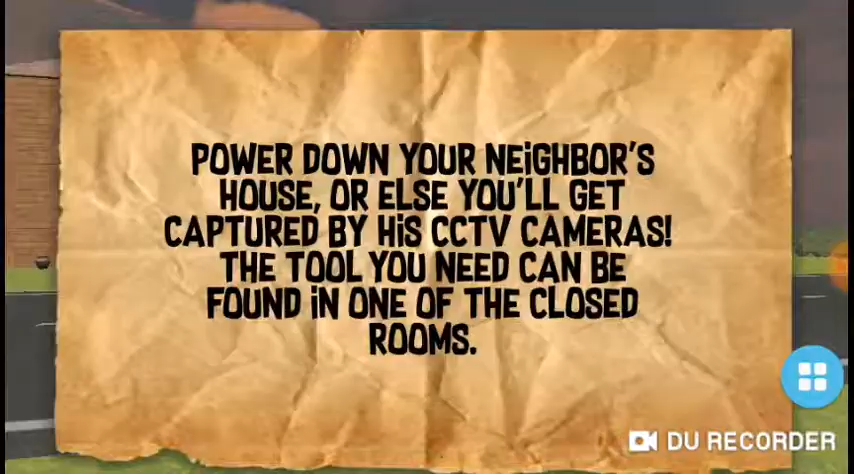 POWER DOWN YOUR NEIGHBOR'S
HOUSE, OR ELSE YOU'LL GET
CAPTURED BY HIS CCTV CAMERAS!
THE TOOL YOU NEED CAN BE
FOUND IN ONE OF THE CLOSED
ROOMS.
DU RECORDER